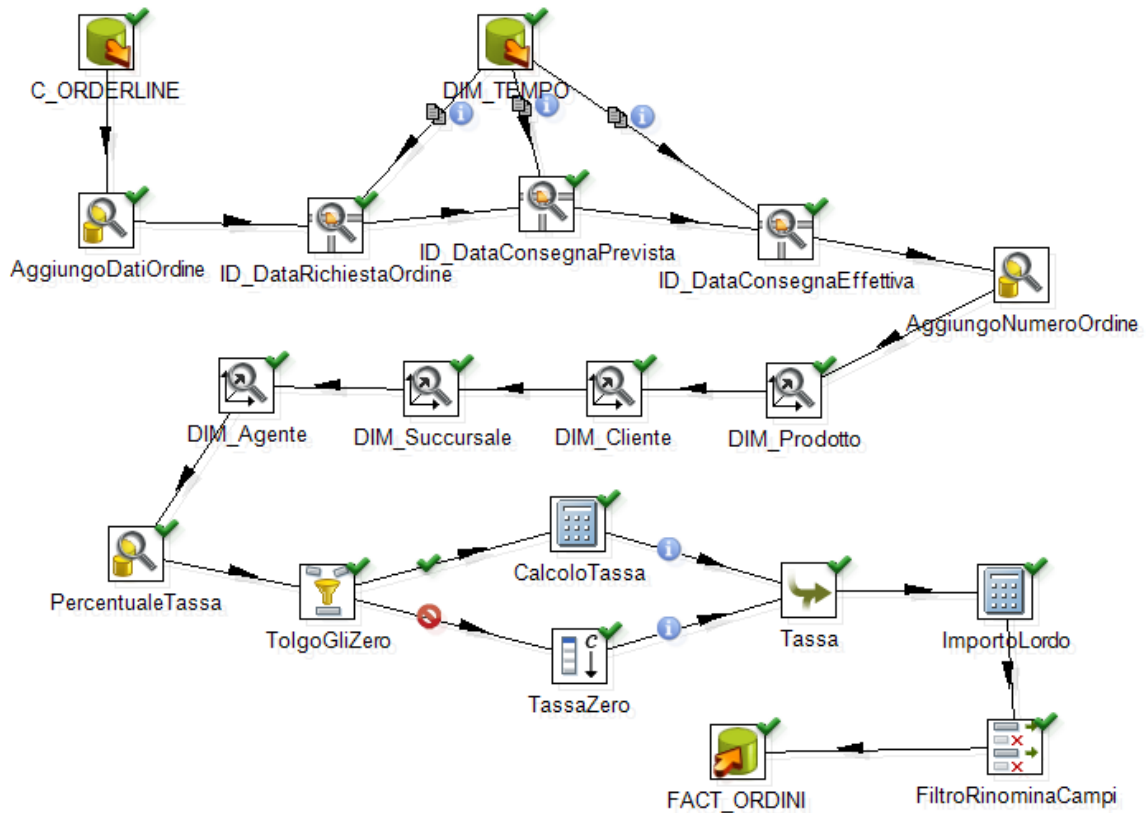 C_ORDERLINE
DIM_TEMPO
AggiungoDatiOrdine
ID_DataRichiestaOrdine
ID_DataConsegnaPrevista
ID_DataConsegnaEffettiva
AggiungoNumeroOrdine
DIM_Agente
DIM_Succursale
DIM_Cliente
DIM_Prodotto
PercentualeTassa
TolgoGliZero
CalcoloTassa
C
TassaZero
Tassa
ImportoLordo
FACT_ORDINI
FiltroRinominaCampi